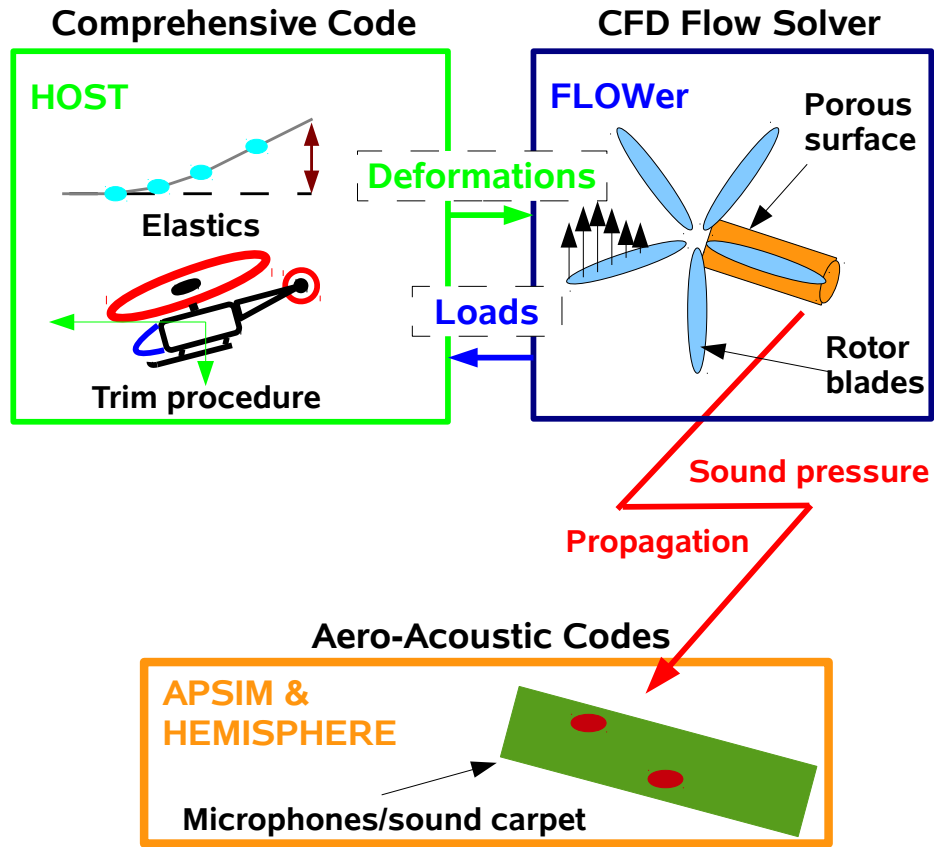 Comprehensive Code
CFD Flow Solver
HOST
FLOWer
Porous
surface
Deformations
Elastics
Loads
Trim procedure
Rotor
blades
Sound pressure
Propagation
Aero-Acoustic Codes
APSIM &
HEMISPHERE
Microphones/sound carpet